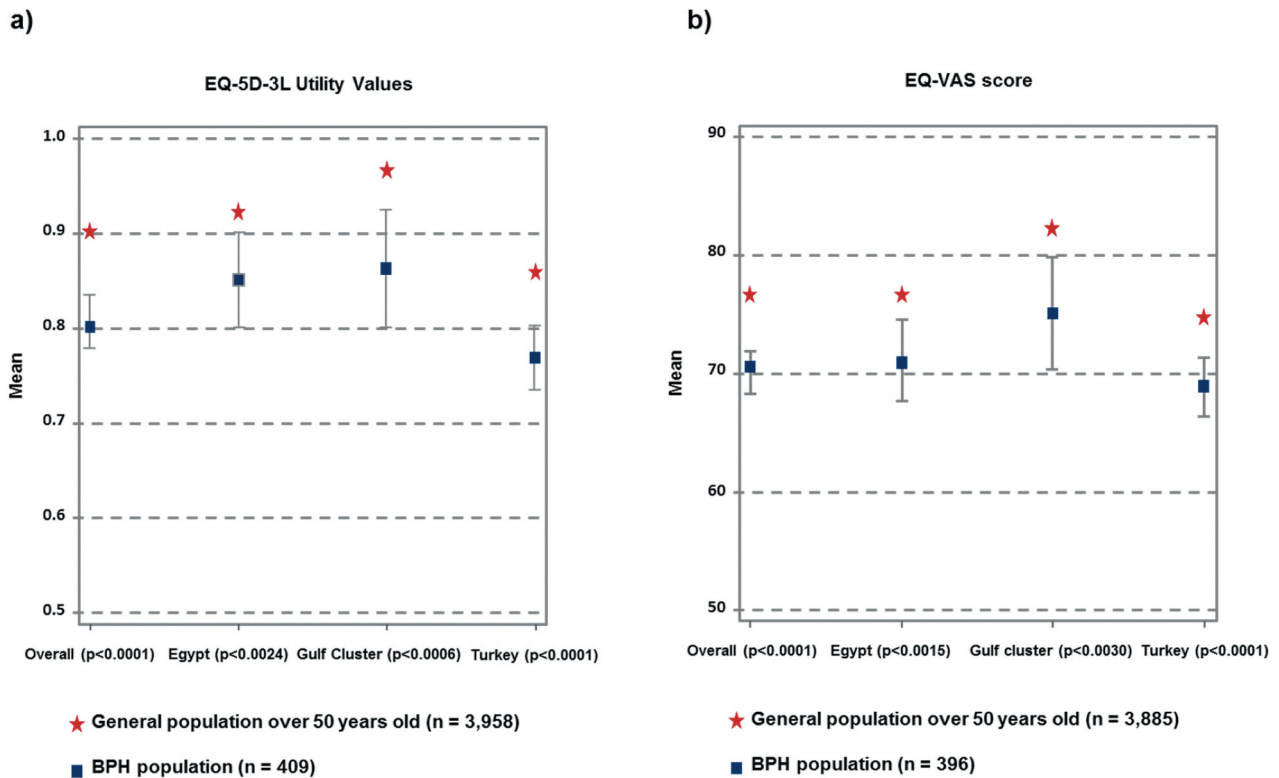 a)
EQ-5D-3L Utility Values
1.0
0.9
0.8
0.7
0.6
0.5
Mean
Overall (p<0.0001) Egypt (p<0.0024) Gulf Cluster (p<0.0006) Turkey (p<0.0001)
General population over 50 years old (n = 3,958)
BPH population (n = 409)
b)
EQ-VAS score
90
80
70
60
50
Mean
Overall (p<0.0001) Egypt (p<0.0015) Gulf cluster (p<0.0030) Turkey (p<0.0001)
General population over 50 years old (n = 3,885)
BPH population (n = 396)